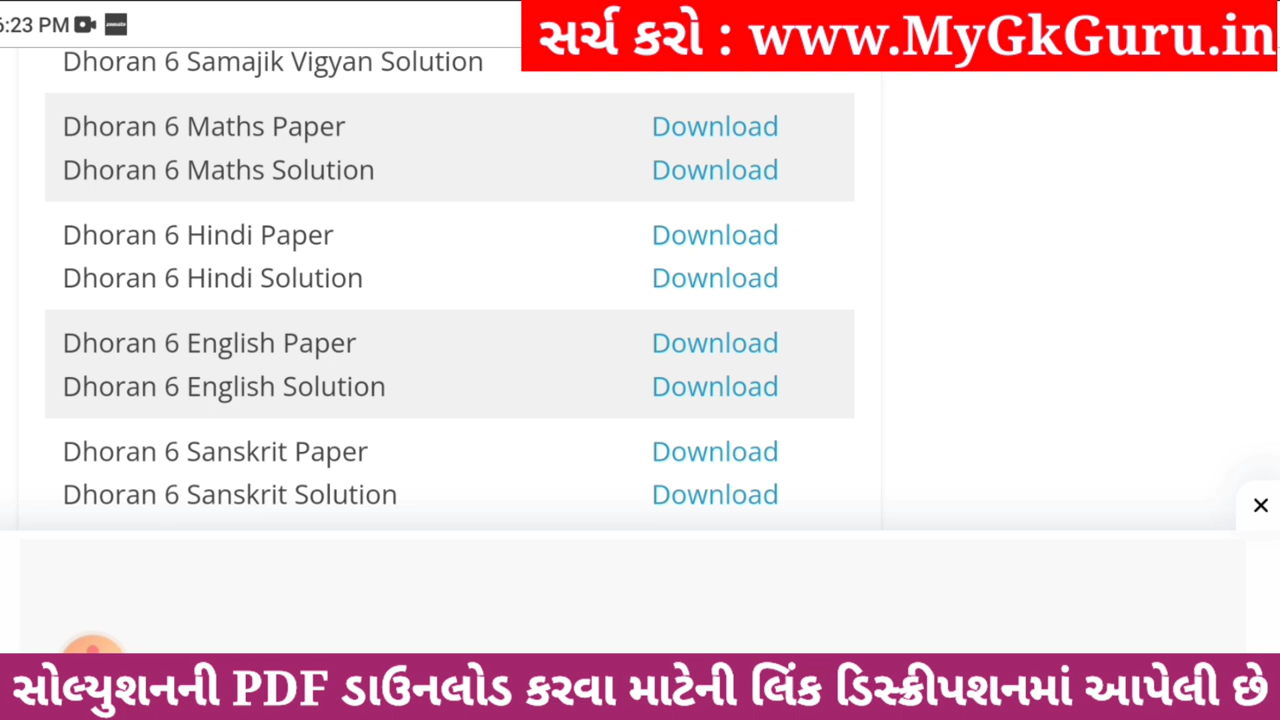 6:23 PM
સર્ચ કરો : www.MyGkGuru.in
Dhoran 6 Samajik Vigyan Solution
Dhoran 6 Maths Paper Download
Dhoran 6 Maths Solution Download
Dhoran 6 Hindi Paper Download
Dhoran 6 Hindi Solution Download
Dhoran 6 English Paper Download
Dhoran 6 English Solution Download
Dhoran 6 Sanskrit Paper Download
Dhoran 6 Sanskrit Solution Download
સોલ્યુશનની PDF ડાઉનલોડ કરવા માટેની લિંક ડિસ્ક્રીપશનમાં આપેલી છે